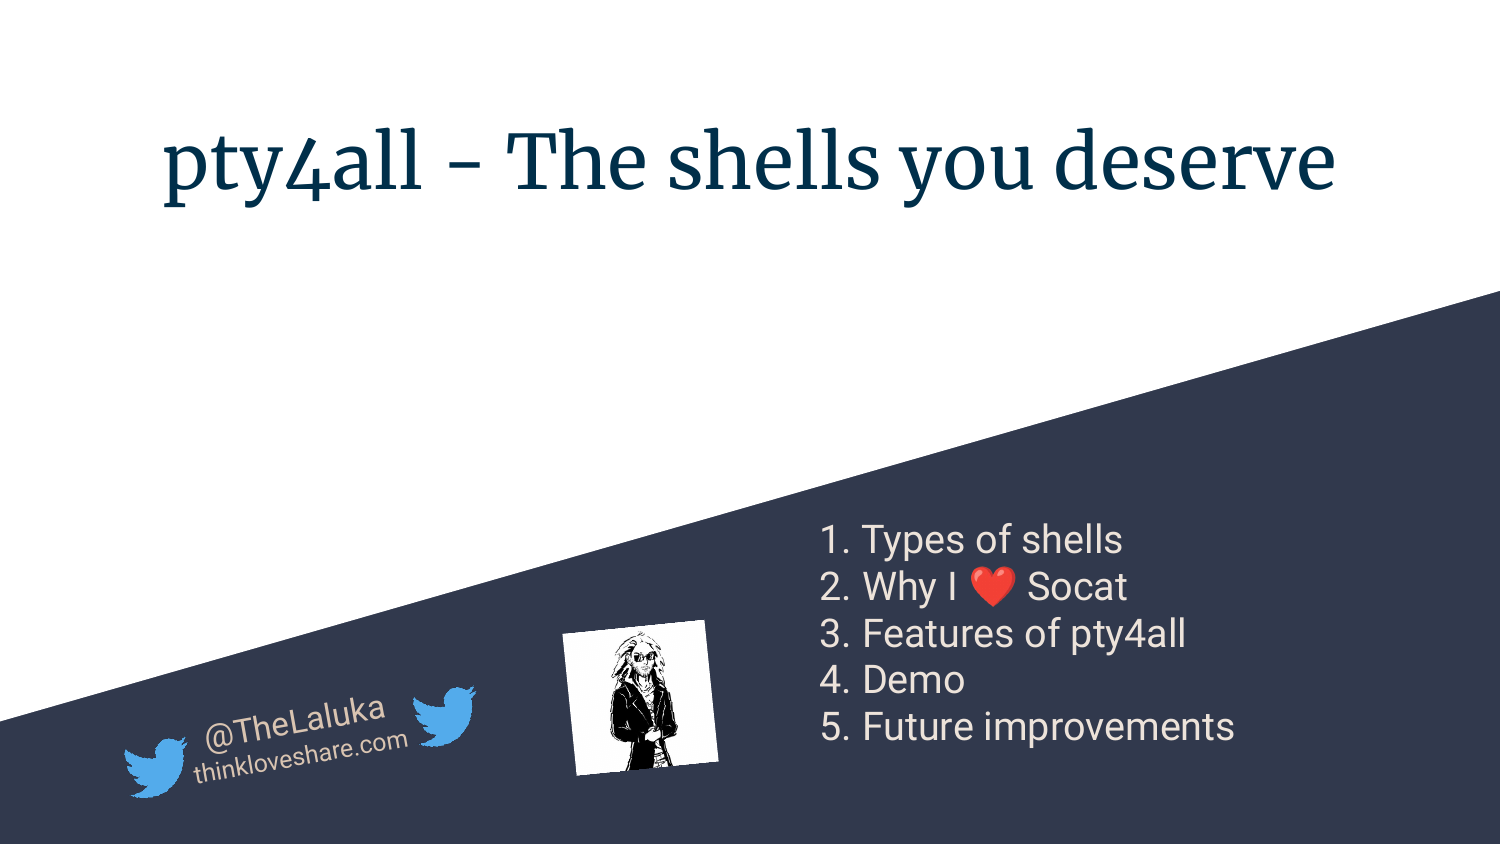 pty4all - The shells you deserve
1. Types of shells
2. Why I ❤️ Socat
3. Features of pty4all
4. Demo
5. Future improvements
@TheLaluka
thinkloveshare.com